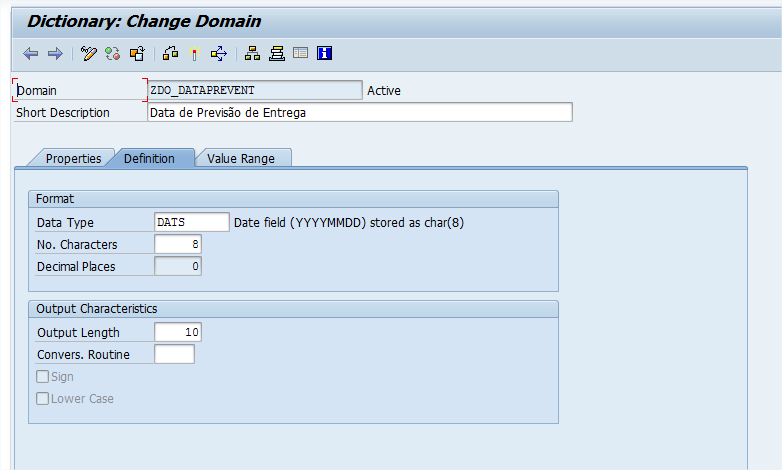 Dictionary: Change Domain
Domain ZDO_DATAPREVENT Active
Short Description Data de Previsão de Entrega
Properties Definition Value Range
Format
Data Type DATS Date field (YYYYMMDD) stored as char(8)
No. Characters 8
Decimal Places 0
Output Characteristics
Output Length 10
Convers. Routine
Sign
Lower Case